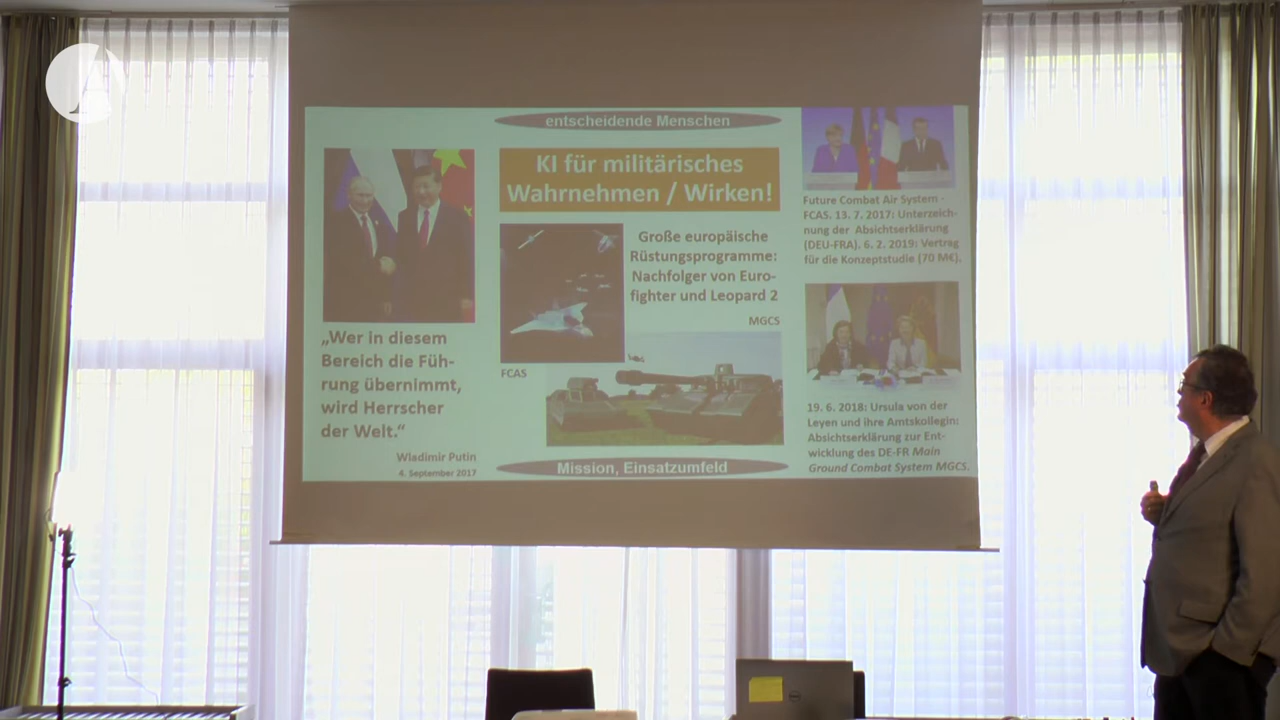 entscheidende Menschen
KI für militärisches
Wahrnehmen / Wirken!
„Wer in diesem
Bereich die Füh-
rung übernimmt,
wird Herrscher
der Welt.“
Wladimir Putin
4. September 2017
Große europäische
Rüstungsprogramme:
Nachfolger von Euro-
fighter und Leopard 2
MGCS
FCAS
Mission, Einsatzumfeld
Future Combat Air System -
FCAS. 13. 7. 2017: Unterzeich-
nung der Absichtserklärung
(DEU-FRA). 6. 2. 2019: Vertrag
für die Konzeptstudie (70 M€).
19. 6. 2018: Ursula von der
Leyen und ihre Amtskollegin:
Absichtserklärung zur Ent-
wicklung des DE-FR Main
Ground Combat System MGCS.
A
DELL